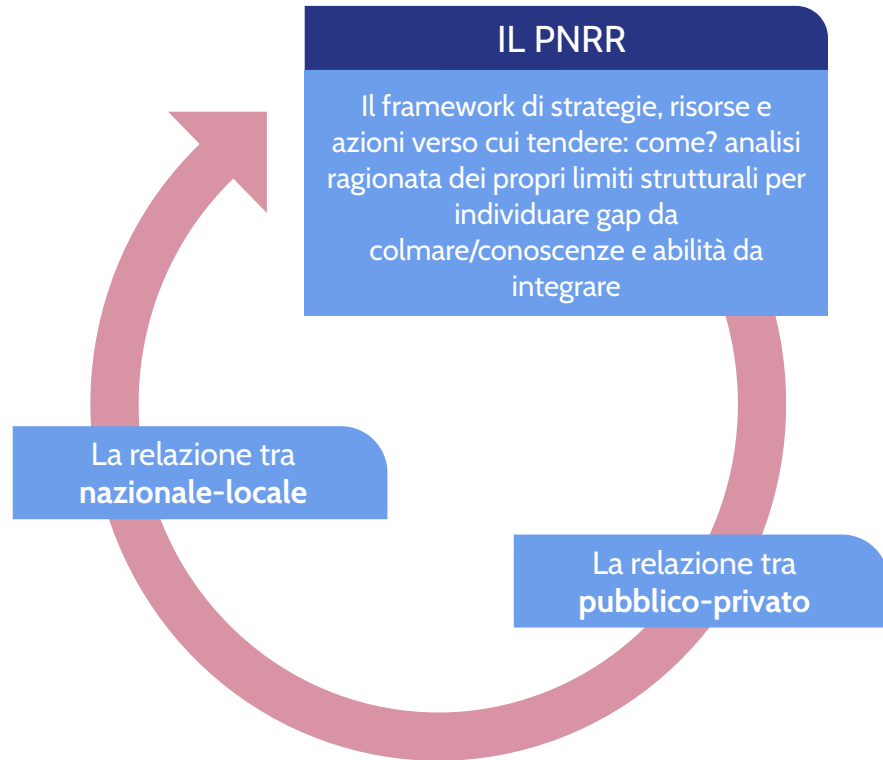 IL PNRR
Il framework di strategie, risorse e
azioni verso cui tendere: come? analisi
ragionata dei propri limiti strutturali per
individuare gap da
colmare/conoscenze e abilità da
integrare
La relazione tra
nazionale-locale
La relazione tra
pubblico-privato